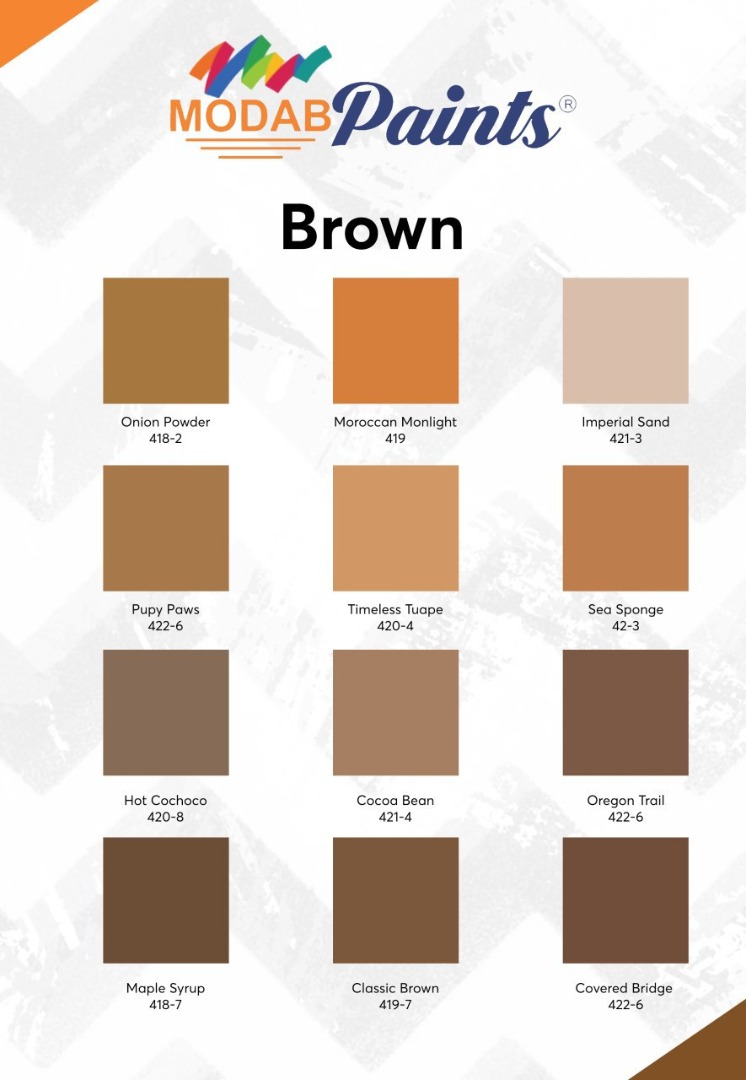 MODAB Paints ®
Brown
Onion Powder
418-2
Moroccan Monlight
419
Imperial Sand
421-3
Pupy Paws
422-6
Timeless Tuape
420-4
Sea Sponge
42-3
Hot Cochoco
420-8
Cocoa Bean
421-4
Oregon Trail
422-6
Maple Syrup
418-7
Classic Brown
419-7
Covered Bridge
422-6